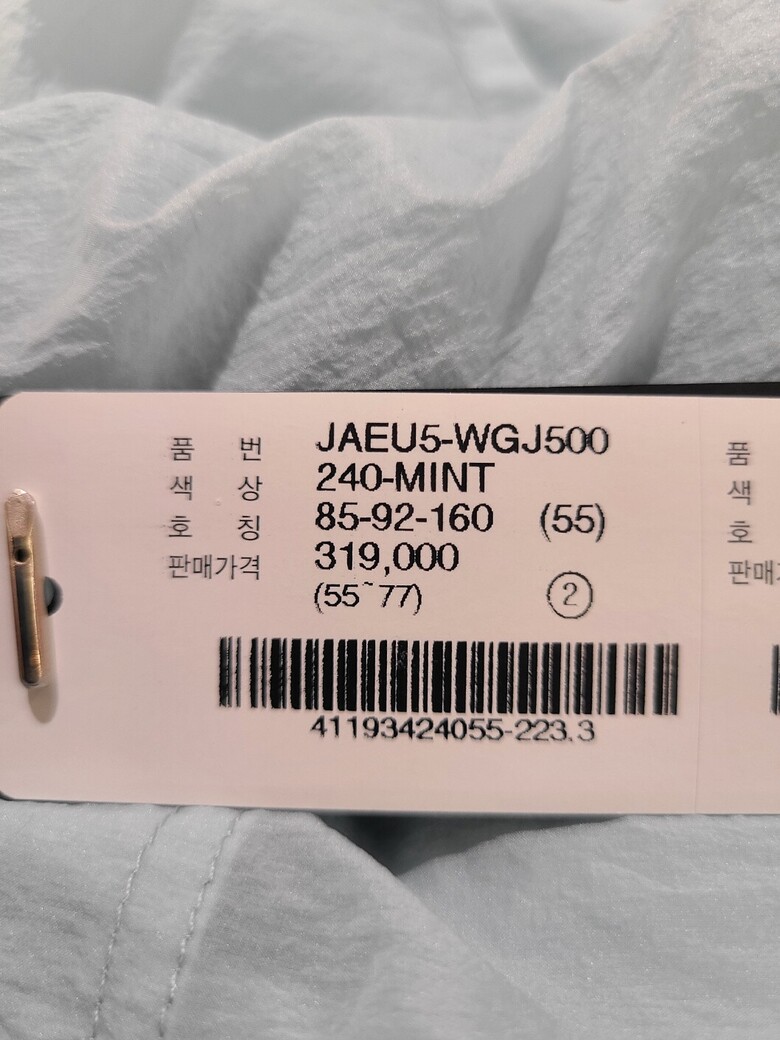 품 번 JAEU5-WGJ500
색 상 240-MINT
호 칭 85-92-160 (55)
판매가격 319,000
(55~77) ②
41193424055-223.3
품
색
호
판매